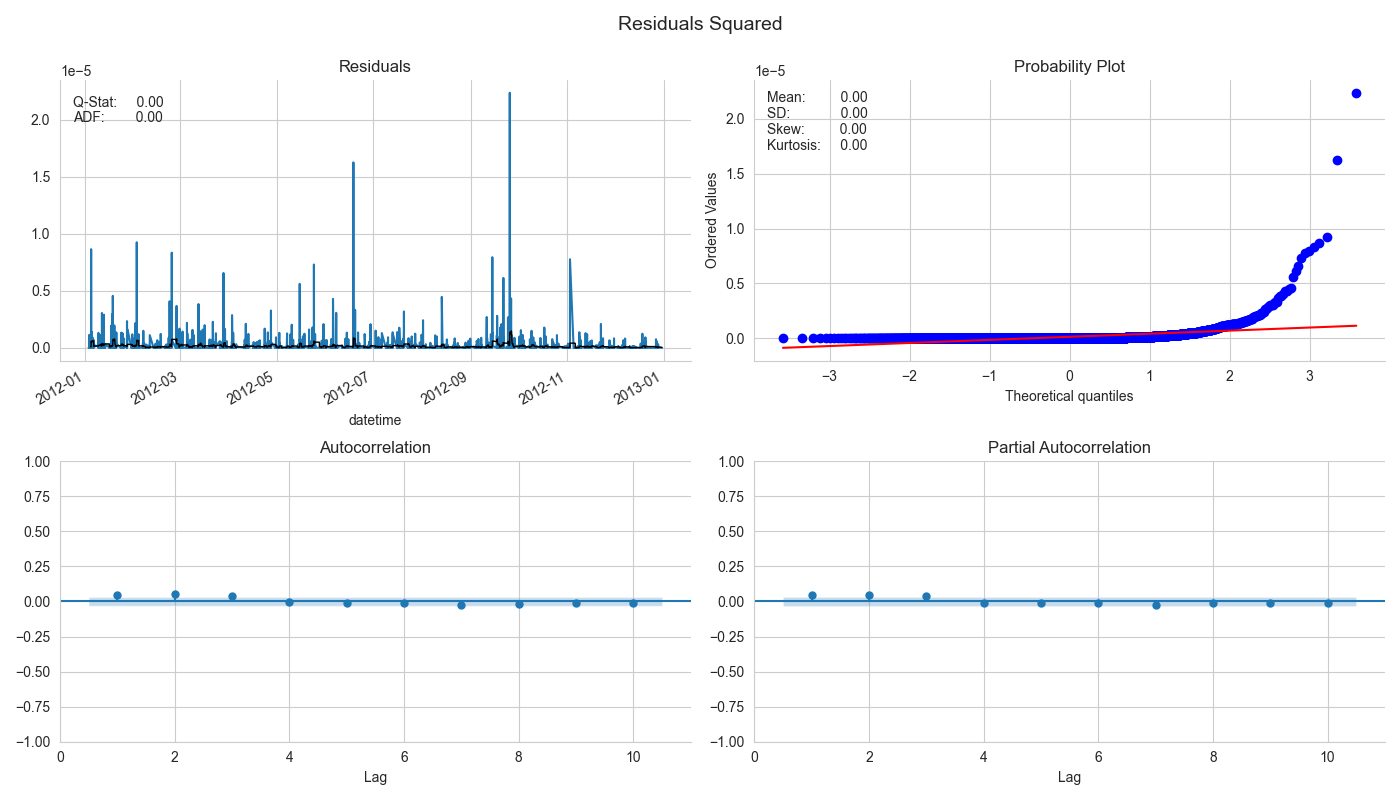 Residuals Squared
Residuals
1e−5
Q-Stat: 0.00
ADF: 0.00
2.0
1.5
1.0
0.5
0.0
2012-01 2012-03 2012-05 2012-07 2012-09 2012-11 2013-01
datetime
Probability Plot
1e−5
Mean: 0.00
SD: 0.00
Skew: 0.00
Kurtosis: 0.00
Ordered Values
2.0
1.5
1.0
0.5
0.0
−3 −2 −1 0 1 2 3
Theoretical quantiles
Autocorrelation
1.00
0.75
0.50
0.25
0.00
−0.25
−0.50
−0.75
−1.00
0 2 4 6 8 10
Lag
Partial Autocorrelation
1.00
0.75
0.50
0.25
0.00
−0.25
−0.50
−0.75
−1.00
0 2 4 6 8 10
Lag